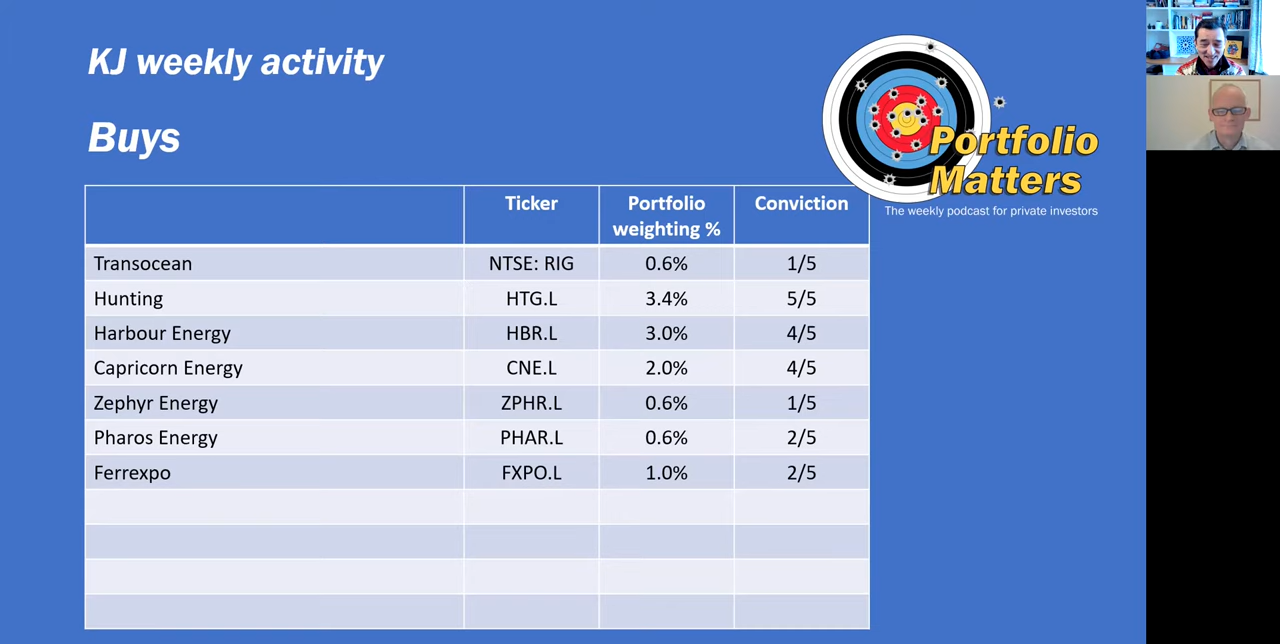 KJ weekly activity
Buys
Portfolio
Matters
The weekly podcast for private investors
Ticker Portfolio weighting % Conviction
Transocean NTSE: RIG 0.6% 1/5
Hunting HTG.L 3.4% 5/5
Harbour Energy HBR.L 3.0% 4/5
Capricorn Energy CNE.L 2.0% 4/5
Zephyr Energy ZPHR.L 0.6% 1/5
Pharos Energy PHAR.L 0.6% 2/5
Ferrexpo FXPO.L 1.0% 2/5